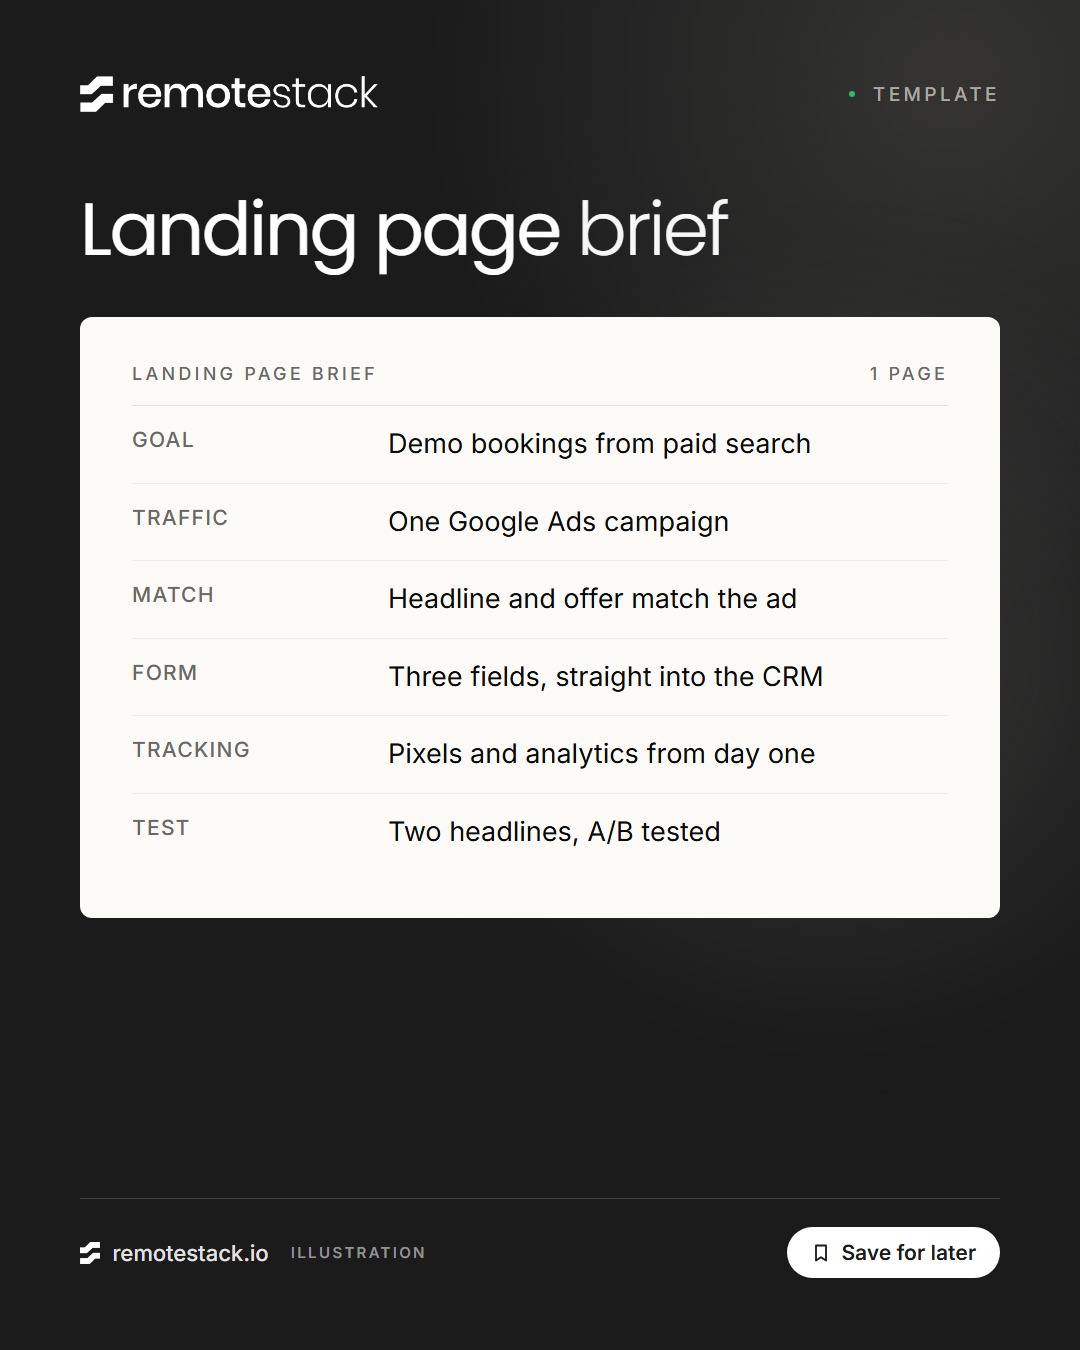 remotestack
TEMPLATE
Landing page brief
LANDING PAGE BRIEF 1 PAGE
GOAL Demo bookings from paid search
TRAFFIC One Google Ads campaign
MATCH Headline and offer match the ad
FORM Three fields, straight into the CRM
TRACKING Pixels and analytics from day one
TEST Two headlines, A/B tested
remotestack.io ILLUSTRATION
Save for later